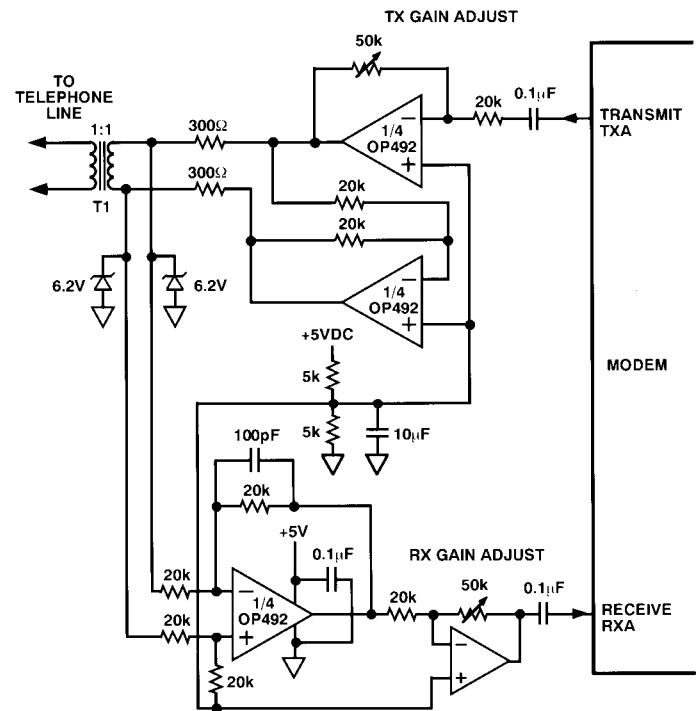 TX GAIN ADJUST
50k
TO
TELEPHONE
LINE
1:1
T1
300Ω
300Ω
1/4
OP492
−
+
20k
0.1µF
TRANSMIT
TXA
20k
20k
6.2V
6.2V
1/4
OP492
−
+
+5VDC
5k
5k
10µF
MODEM
100pF
20k
+5V
0.1µF
RX GAIN ADJUST
20k
20k
1/4
OP492
−
+
20k
20k
50k
0.1µF
−
+
RECEIVE
RXA